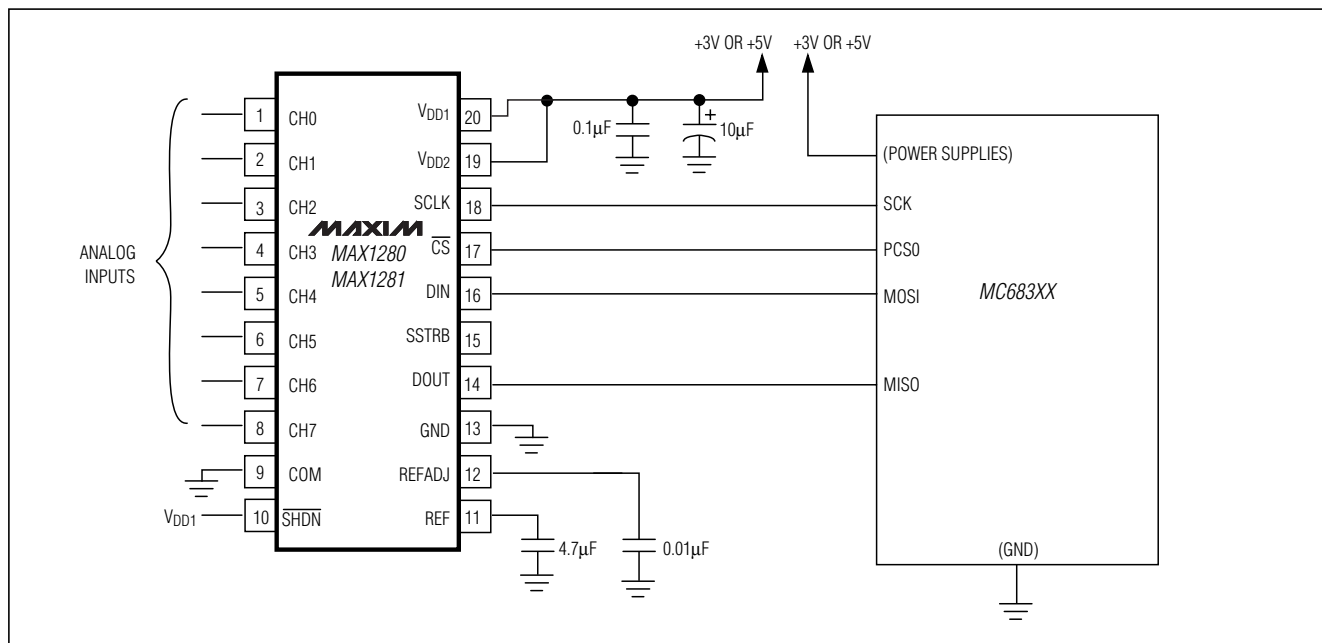 +3V OR +5V
+3V OR +5V
ANALOG
INPUTS
1 CH0
2 CH1
3 CH2
4 CH3
5 CH4
6 CH5
7 CH6
8 CH7
9 COM
VDD1 10 SHDN
MAXIM
MAX1280
MAX1281
VDD1 20
VDD2 19
SCLK 18
CS 17
DIN 16
SSTRB 15
DOUT 14
GND 13
REFADJ 12
REF 11
0.1µF
+
10µF
4.7µF
0.01µF
(POWER SUPPLIES)
SCK
PCS0
MOSI
MISO
MC683XX
(GND)